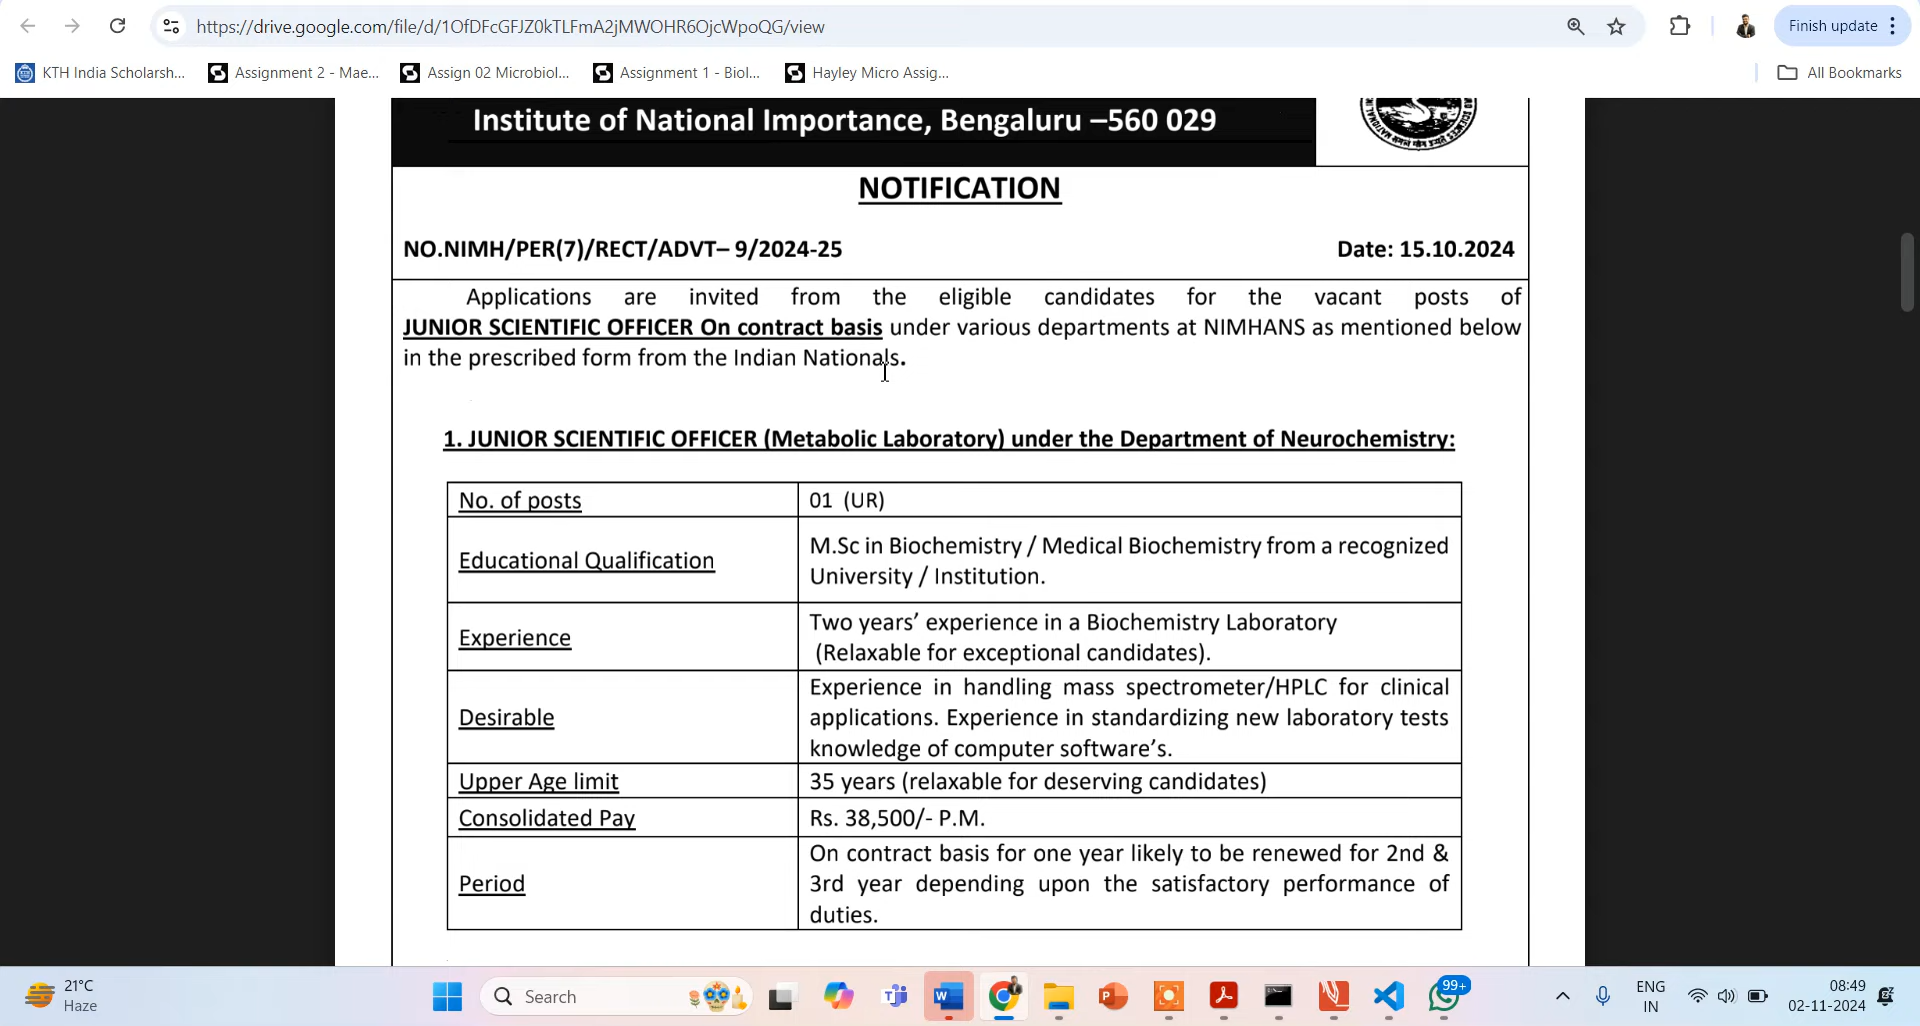 https://drive.google.com/file/d/1OfDFcGFJZ0kTLFmA2jMWOHR6OjcWpoQG/view
Finish update
KTH India Scholarsh...
Assignment 2 - Mae...
Assign 02 Microbiol...
Assignment 1 - Biol...
Hayley Micro Assig...
All Bookmarks
Institute of National Importance, Bengaluru –560 029
NOTIFICATION
NO.NIMH/PER(7)/RECT/ADVT– 9/2024-25 Date: 15.10.2024
Applications are invited from the eligible candidates for the vacant posts of
JUNIOR SCIENTIFIC OFFICER On contract basis under various departments at NIMHANS as mentioned below
in the prescribed form from the Indian Nationals.
1. JUNIOR SCIENTIFIC OFFICER (Metabolic Laboratory) under the Department of Neurochemistry:
No. of posts
01 (UR)
Educational Qualification
M.Sc in Biochemistry / Medical Biochemistry from a recognized
University / Institution.
Experience
Two years’ experience in a Biochemistry Laboratory
(Relaxable for exceptional candidates).
Desirable
Experience in handling mass spectrometer/HPLC for clinical
applications. Experience in standardizing new laboratory tests
knowledge of computer software’s.
Upper Age limit
35 years (relaxable for deserving candidates)
Consolidated Pay
Rs. 38,500/- P.M.
Period
On contract basis for one year likely to be renewed for 2nd &
3rd year depending upon the satisfactory performance of
duties.
21°C
Haze
Search
99+
ENG
IN
08:49
02-11-2024